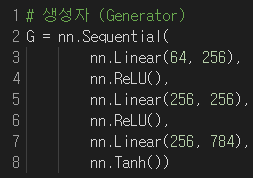 1 # 생성자 (Generator)
2 G = nn.Sequential(
3         nn.Linear(64, 256),
4         nn.ReLU(),
5         nn.Linear(256, 256),
6         nn.ReLU(),
7         nn.Linear(256, 784),
8         nn.Tanh())